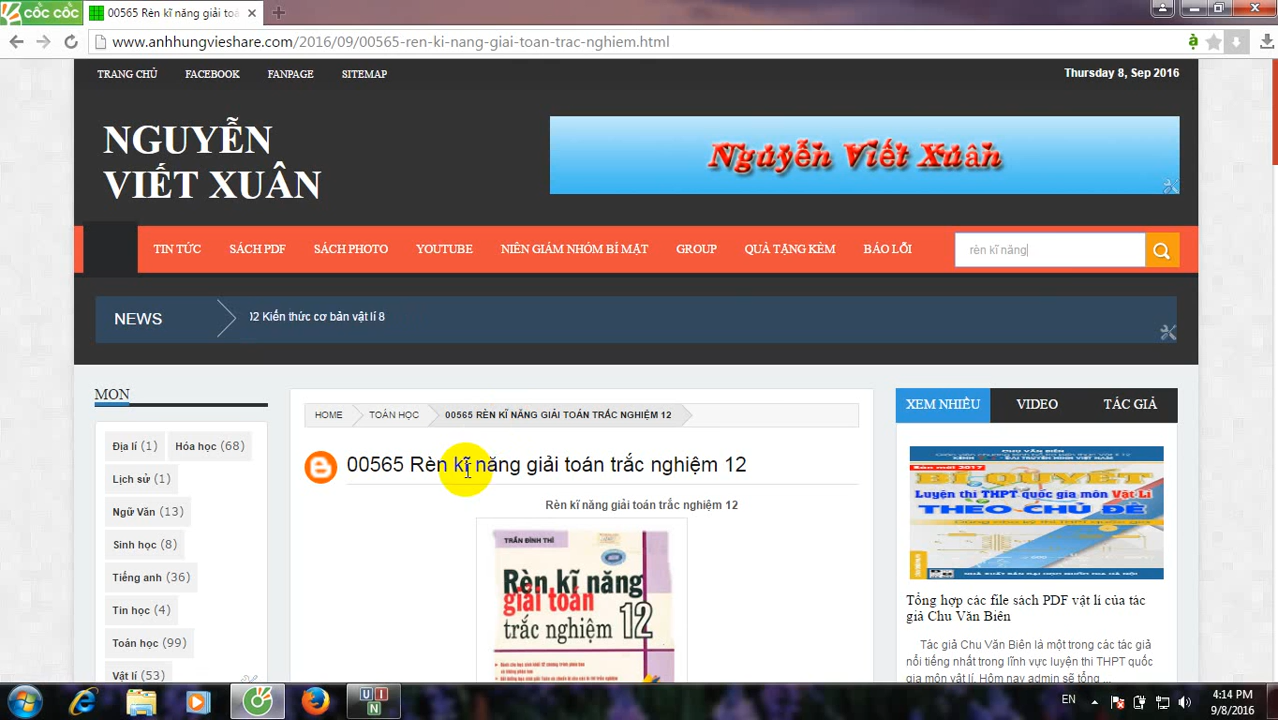 cốc cốc
00565 Rèn kĩ năng giải toá
www.anhhungvieshare.com/2016/09/00565-ren-ki-nang-giai-toan-trac-nghiem.html
TRANG CHỦ FACEBOOK FANPAGE SITEMAP
Thursday 8, Sep 2016
NGUYỄN
VIẾT XUÂN
Nguyễn Viết Xuân
TIN TỨC SÁCH PDF SÁCH PHOTO YOUTUBE NIÊN GIÁM NHÓM BÍ MẬT GROUP QUÀ TẶNG KÈM BÁO LỖI
rèn kĩ năng
NEWS
12 Kiến thức cơ bản vật lí 8
MON
Địa lí (1) Hóa học (68)
Lịch sử (1)
Ngữ Văn (13)
Sinh học (8)
Tiếng anh (36)
Tin học (4)
Toán học (99)
Vật lí (53)
HOME TOÁN HỌC 00565 RÈN KĨ NĂNG GIẢI TOÁN TRẮC NGHIỆM 12
00565 Rèn kĩ năng giải toán trắc nghiệm 12
Rèn kĩ năng giải toán trắc nghiệm 12
TRẦN ĐÌNH THÌ
Rèn kĩ năng
giải toán
trắc nghiệm 12
XEM NHIỀU VIDEO TÁC GIẢ
BÍ QUYẾT
Luyện thi THPT quốc gia môn Vật Lí
THEO CHỦ ĐỀ
Tổng hợp các file sách PDF vật lí của tác
giả Chu Văn Biên
Tác giả Chu Văn Biên là một trong các tác giả
nổi tiếng nhất trong lĩnh vực luyện thi THPT quốc
gia môn vật lí. Hôm nay admin sẽ tổng ...
UI
N
EN
4:14 PM
9/8/2016